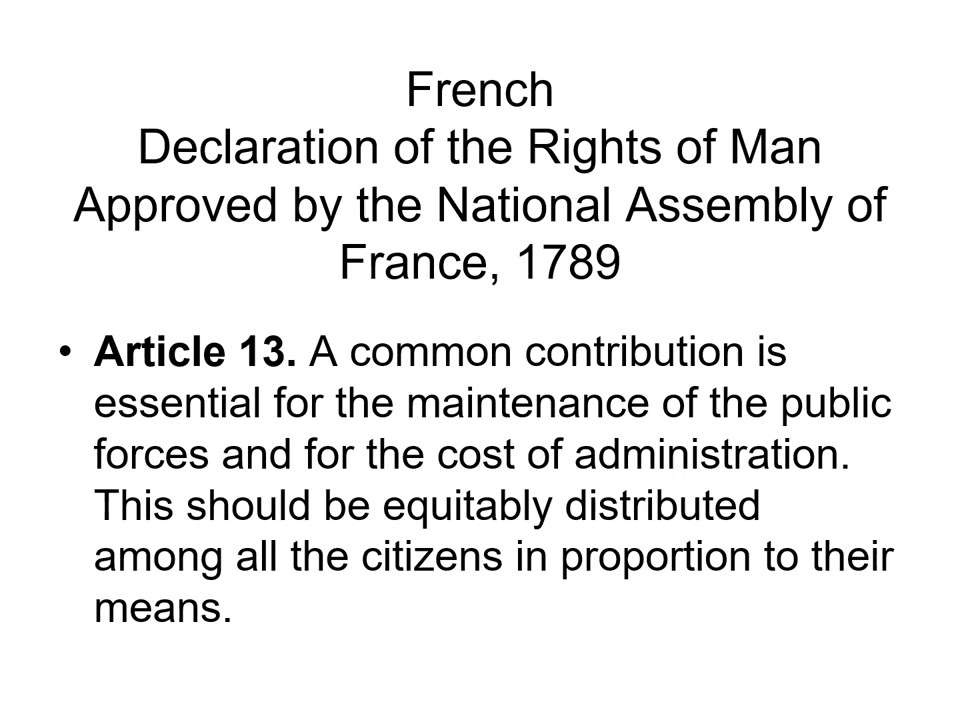 French
Declaration of the Rights of Man
Approved by the National Assembly of
France, 1789
• Article 13. A common contribution is
essential for the maintenance of the public
forces and for the cost of administration.
This should be equitably distributed
among all the citizens in proportion to their
means.